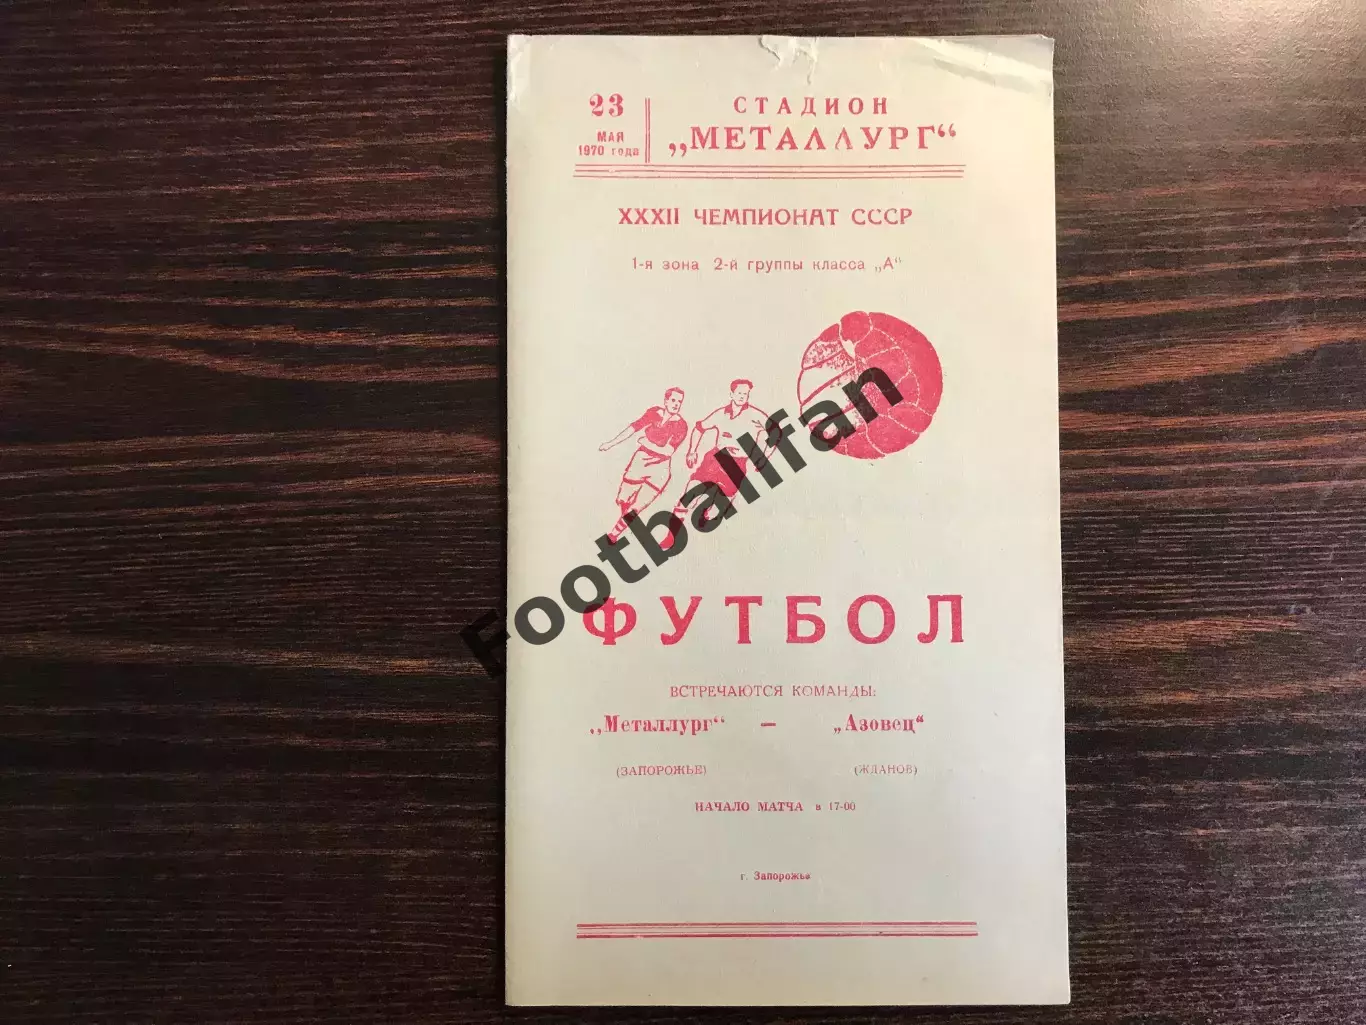 23
МАЯ
1970 года
СТАДИОН
„МЕТАЛЛУРГ“
XXXII ЧЕМПИОНАТ СССР
1-я зона 2-й группы класса „А“
Footballfan
ФУТБОЛ
ВСТРЕЧАЮТСЯ КОМАНДЫ:
„Металлург“ — „Азовец“
(ЗАПОРОЖЬЕ) (ЖДАНОВ)
НАЧАЛО МАТЧА в 17-00
г. Запорожье